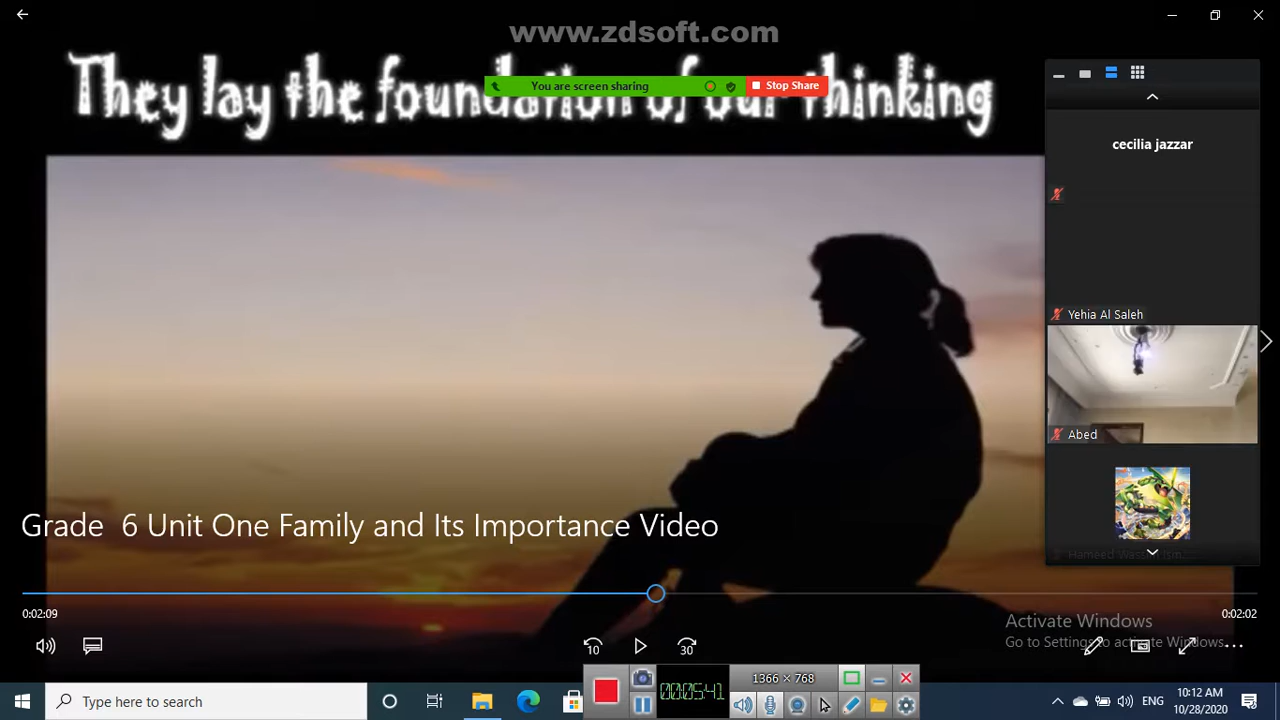 www.zdsoft.com
They lay the foundation of our thinking
You are screen sharing
Stop Share
cecilia jazzar
Yehia Al Saleh
Abed
Grade 6 Unit One Family and Its Importance Video
0:02:09
0:02:02
Activate Windows
Go to Settings to activate Windows.
10
30
1366 × 768
00:05:41
Type here to search
ENG
10:12 AM
10/28/2020